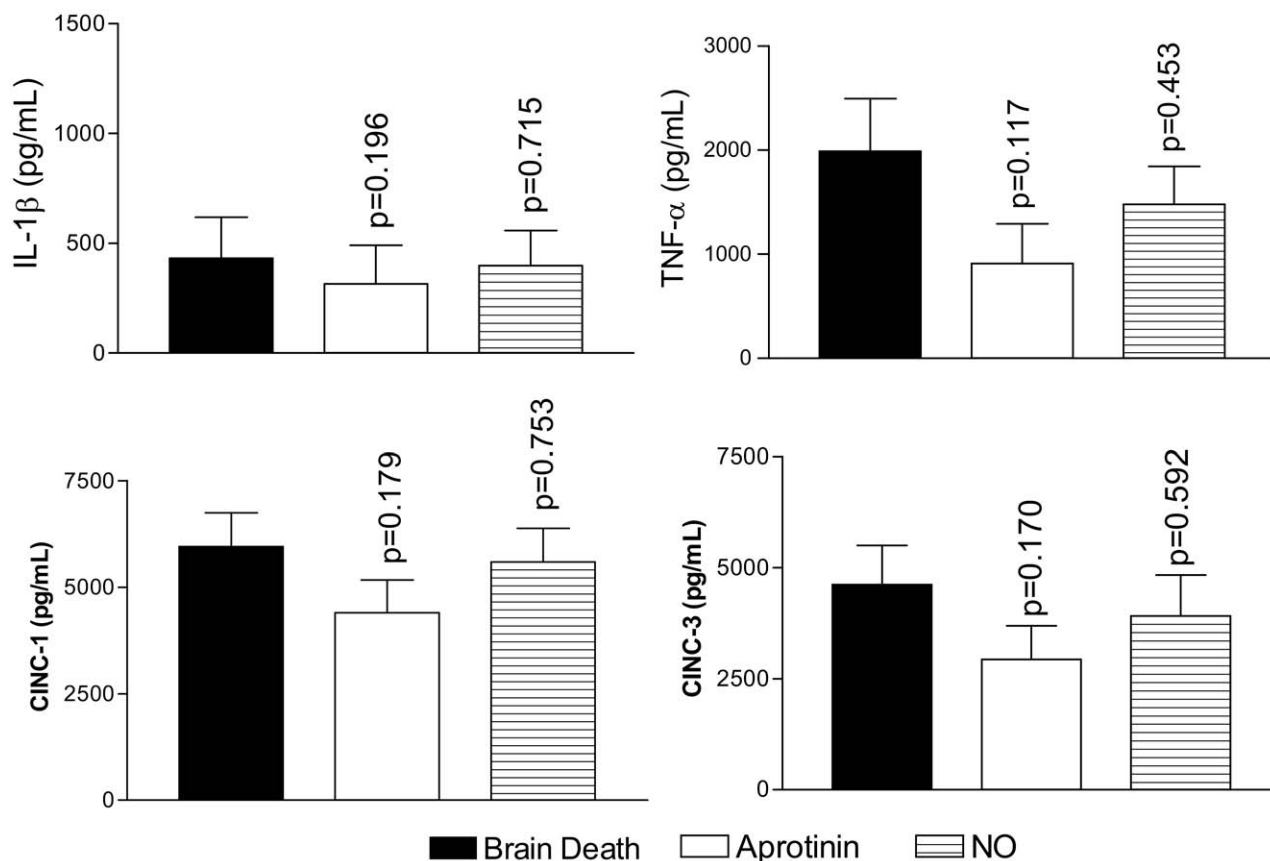 IL-1β (pg/mL)
1500
1000
500
0
p=0.196
p=0.715
TNF-α (pg/mL)
3000
2000
1000
0
p=0.117
p=0.453
CINC-1 (pg/mL)
7500
5000
2500
0
p=0.179
p=0.753
CINC-3 (pg/mL)
7500
5000
2500
0
p=0.170
p=0.592
Brain Death Aprotinin NO